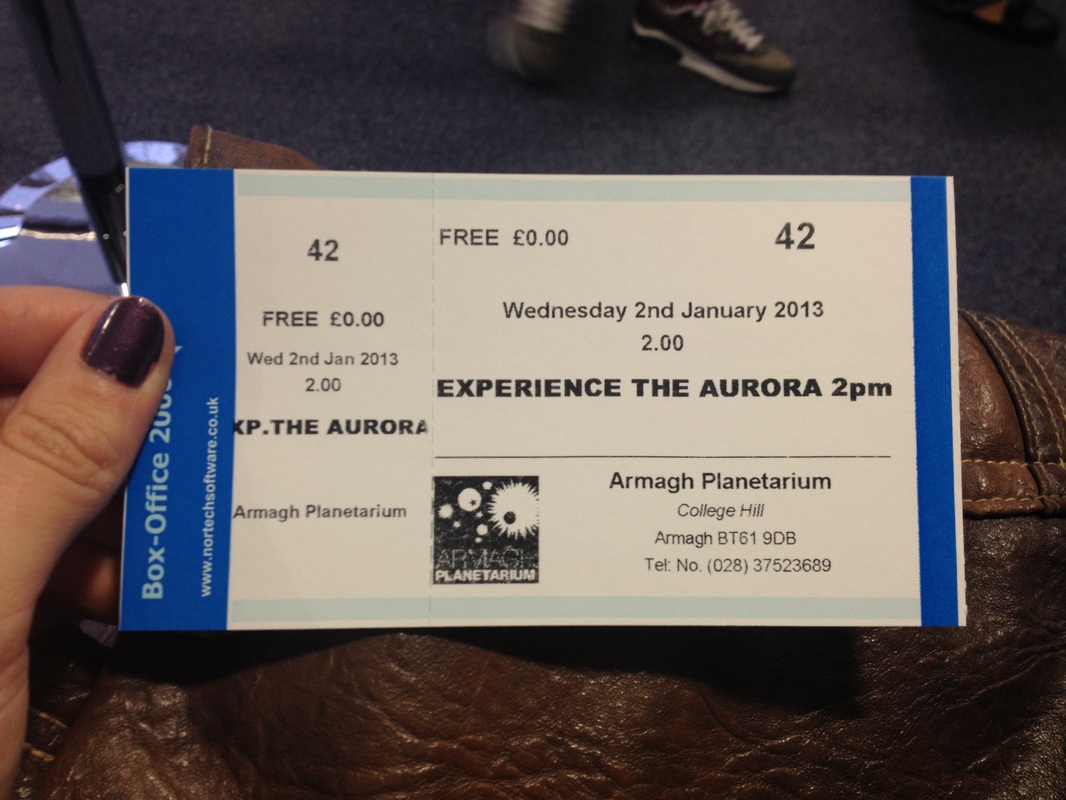 Box-Office
www.nortechsoftware.co.uk
42
FREE £0.00
Wed 2nd Jan 2013
2.00
XP.THE AURORA
Armagh Planetarium
FREE £0.00 42
Wednesday 2nd January 2013
2.00
EXPERIENCE THE AURORA 2pm
ARMAGH
PLANETARIUM
Armagh Planetarium
College Hill
Armagh BT61 9DB
Tel: No. (028) 37523689